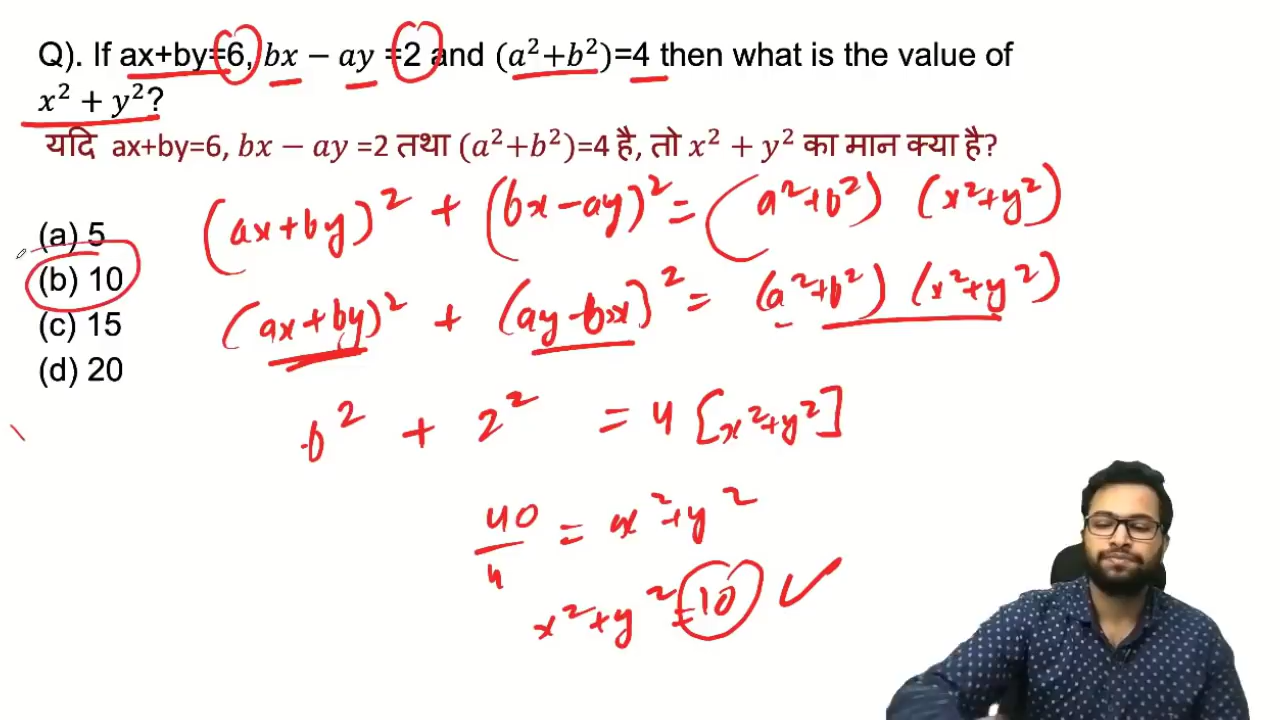 Q). If ax+by=6, bx − ay =2 and (a²+b²)=4 then what is the value of
x² + y²?
यदि ax+by=6, bx − ay =2 तथा (a²+b²)=4 है, तो x² + y² का मान क्या है?
(ax+by)² + (bx-ay)² = (a²+b²) (x²+y²)
(a) 5
(b) 10
(ax+by)² + (ay-bx)² = (a²+b²) (x²+y²)
(c) 15
(d) 20
6² + 2² = 4 [x²+y²]
40/4 = x²+y²
x²+y²=10 ✓